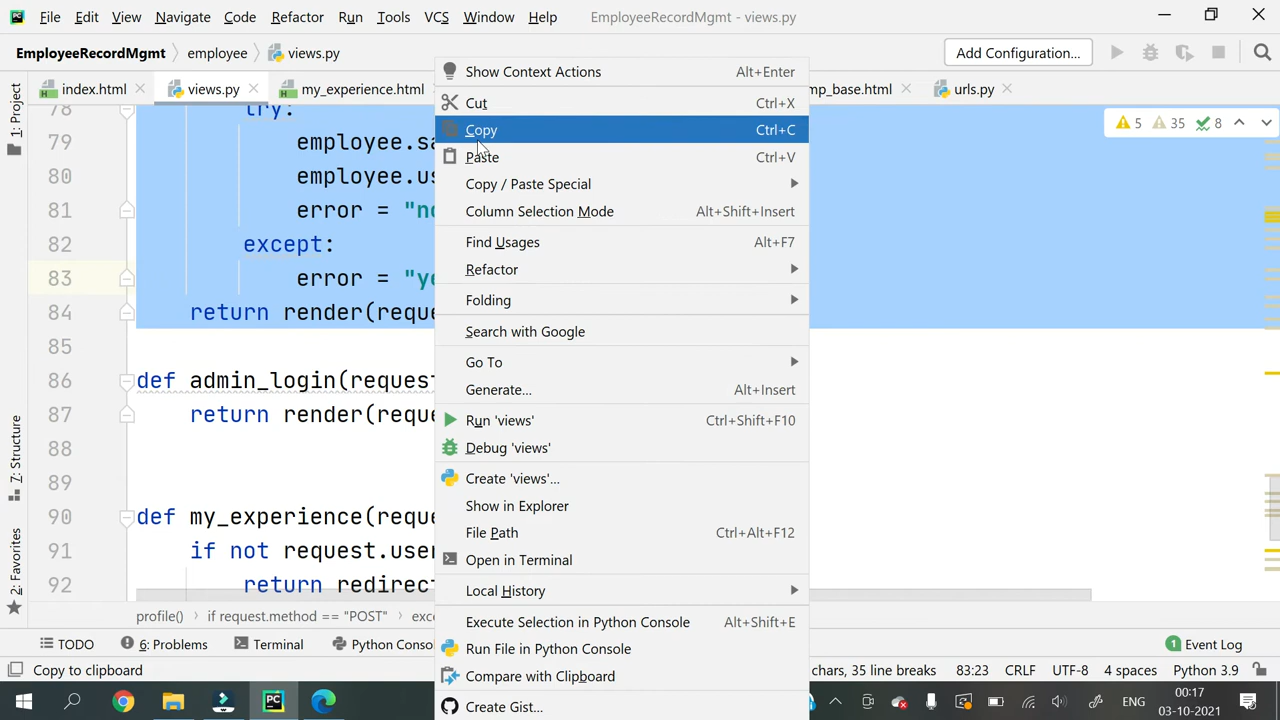 File Edit View Navigate Code Refactor Run Tools VCS Window Help EmployeeRecordMgmt - views.py
EmployeeRecordMgmt employee views.py Add Configuration...
index.html views.py my_experience.html mp_base.html urls.py
1: Project
7: Structure
2: Favorites
78 try:
79 employee.sa
80 employee.us
81 error = "no
82 except:
83 error = "ye
84 return render(reque
85
86 def admin_login(request
87 return render(reque
88
89
90 def my_experience(reque
91 if not request.user
92 return redirect
5 35 8
Show Context Actions Alt+Enter
Cut Ctrl+X
Copy Ctrl+C
Paste Ctrl+V
Copy / Paste Special
Column Selection Mode Alt+Shift+Insert
Find Usages Alt+F7
Refactor
Folding
Search with Google
Go To
Generate... Alt+Insert
Run 'views' Ctrl+Shift+F10
Debug 'views'
Create 'views'...
Show in Explorer
File Path Ctrl+Alt+F12
Open in Terminal
Local History
Execute Selection in Python Console Alt+Shift+E
Run File in Python Console
Compare with Clipboard
Create Gist...
profile() if request.method == "POST" exc
TODO 6: Problems Terminal Python Conso 1 Event Log
Copy to clipboard chars, 35 line breaks 83:23 CRLF UTF-8 4 spaces Python 3.9
PC ENG 00:17
03-10-2021